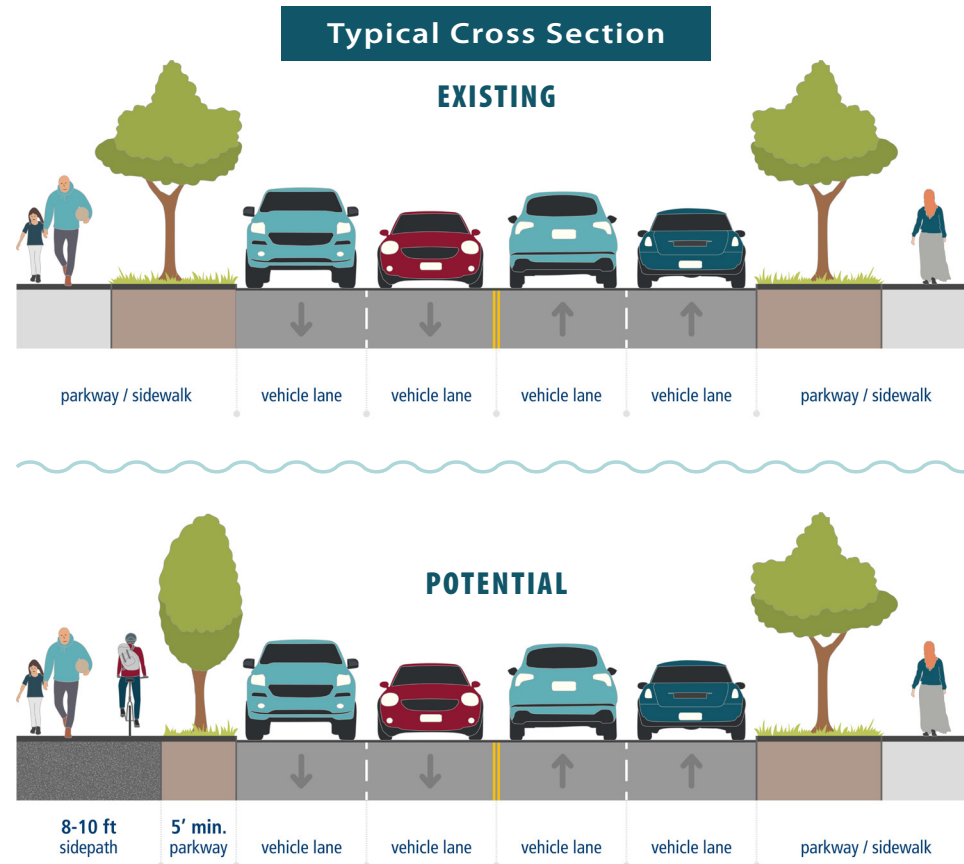 Typical Cross Section
EXISTING
parkway / sidewalk
vehicle lane
vehicle lane
vehicle lane
vehicle lane
parkway / sidewalk
POTENTIAL
8-10 ft
sidepath
5’ min.
parkway
vehicle lane
vehicle lane
vehicle lane
vehicle lane
parkway / sidewalk